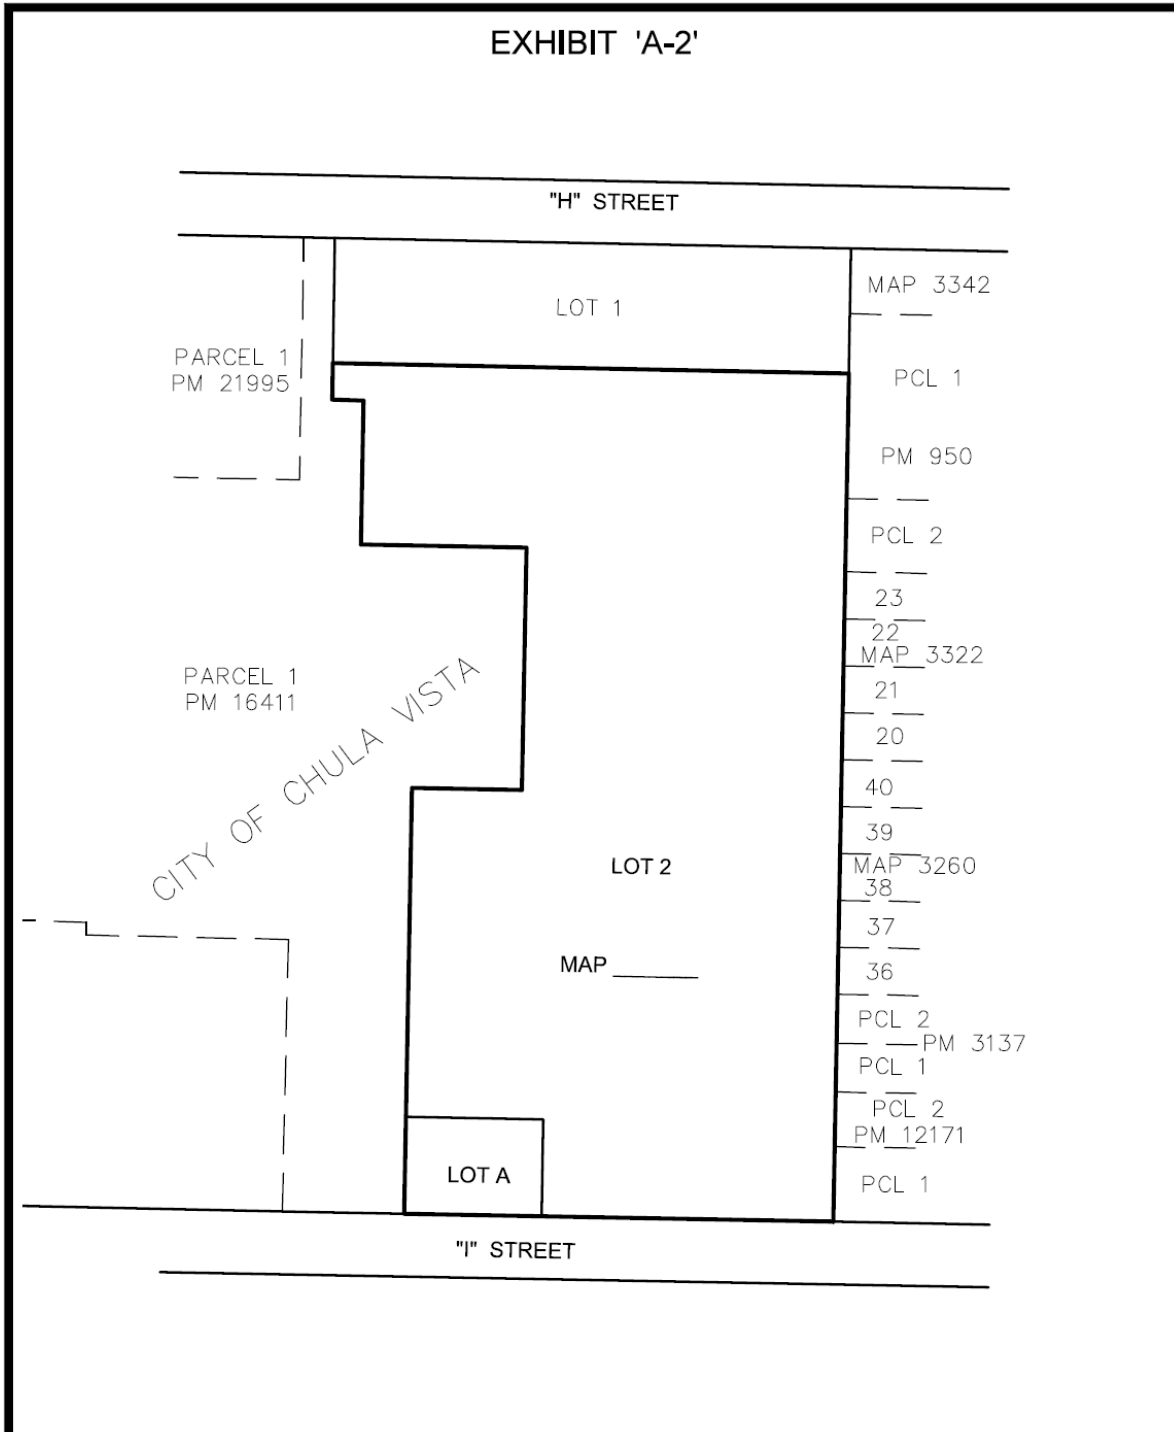 EXHIBIT 'A-2'
"H" STREET
MAP 3342
LOT 1
PARCEL 1
PM 21995
PCL 1
PM 950
PCL 2
23
22
MAP 3322
21
PARCEL 1
PM 16411
CITY OF CHULA VISTA
20
40
39
LOT 2
MAP 3260
38
37
MAP ______
36
PCL 2
PM 3137
PCL 1
PCL 2
PM 12171
LOT A
PCL 1
"I" STREET